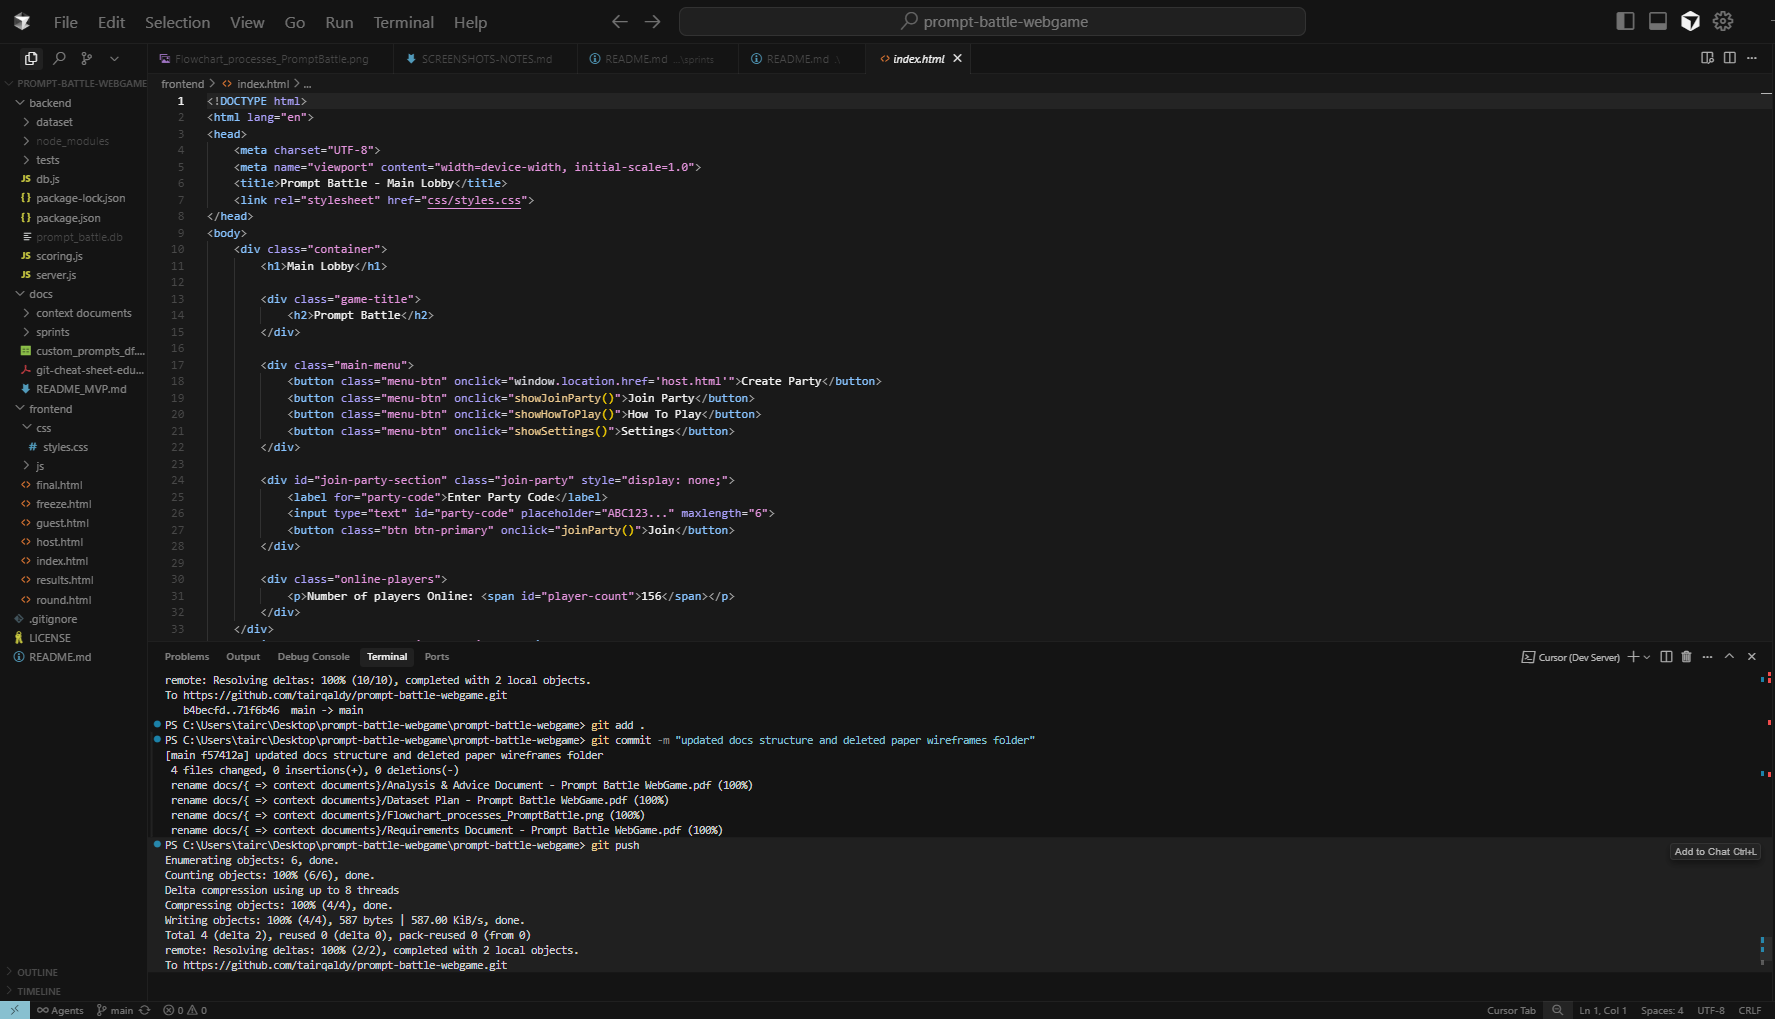 File Edit Selection View Go Run Terminal Help
prompt-battle-webgame
Flowchart_processes_PromptBattle.png
SCREENSHOTS-NOTES.md
README.md ...\sprints
README.md .\
index.html
PROMPT-BATTLE-WEBGAME
backend
dataset
node_modules
tests
JS db.js
{} package-lock.json
{} package.json
prompt_battle.db
JS scoring.js
JS server.js
docs
context documents
sprints
custom_prompts_df....
git-cheat-sheet-edu...
README_MVP.md
frontend
css
# styles.css
js
final.html
freeze.html
guest.html
host.html
index.html
results.html
round.html
.gitignore
LICENSE
README.md
OUTLINE
TIMELINE
frontend > index.html > ...
1 <!DOCTYPE html>
2 <html lang="en">
3 <head>
4 <meta charset="UTF-8">
5 <meta name="viewport" content="width=device-width, initial-scale=1.0">
6 <title>Prompt Battle - Main Lobby</title>
7 <link rel="stylesheet" href="css/styles.css">
8 </head>
9 <body>
10 <div class="container">
11 <h1>Main Lobby</h1>
12
13 <div class="game-title">
14 <h2>Prompt Battle</h2>
15 </div>
16
17 <div class="main-menu">
18 <button class="menu-btn" onclick="window.location.href='host.html'">Create Party</button>
19 <button class="menu-btn" onclick="showJoinParty()">Join Party</button>
20 <button class="menu-btn" onclick="showHowToPlay()">How To Play</button>
21 <button class="menu-btn" onclick="showSettings()">Settings</button>
22 </div>
23
24 <div id="join-party-section" class="join-party" style="display: none;">
25 <label for="party-code">Enter Party Code</label>
26 <input type="text" id="party-code" placeholder="ABC123..." maxlength="6">
27 <button class="btn btn-primary" onclick="joinParty()">Join</button>
28 </div>
29
30 <div class="online-players">
31 <p>Number of players Online: <span id="player-count">156</span></p>
32 </div>
33 </div>
Problems Output Debug Console Terminal Ports
Cursor (Dev Server)
remote: Resolving deltas: 100% (10/10), completed with 2 local objects.
To https://github.com/tairqaldy/prompt-battle-webgame.git
b4becfd..71f6b46 main -> main
PS C:\Users\tairc\Desktop\prompt-battle-webgame\prompt-battle-webgame> git add .
PS C:\Users\tairc\Desktop\prompt-battle-webgame\prompt-battle-webgame> git commit -m "updated docs structure and deleted paper wireframes folder"
[main f57412a] updated docs structure and deleted paper wireframes folder
4 files changed, 0 insertions(+), 0 deletions(-)
rename docs/{ => context documents}/Analysis & Advice Document - Prompt Battle WebGame.pdf (100%)
rename docs/{ => context documents}/Dataset Plan - Prompt Battle WebGame.pdf (100%)
rename docs/{ => context documents}/Flowchart_processes_PromptBattle.png (100%)
rename docs/{ => context documents}/Requirements Document - Prompt Battle WebGame.pdf (100%)
PS C:\Users\tairc\Desktop\prompt-battle-webgame\prompt-battle-webgame> git push
Add to Chat Ctrl+L
Enumerating objects: 6, done.
Counting objects: 100% (6/6), done.
Delta compression using up to 8 threads
Compressing objects: 100% (4/4), done.
Writing objects: 100% (4/4), 587 bytes | 587.00 KiB/s, done.
Total 4 (delta 2), reused 0 (delta 0), pack-reused 0 (from 0)
remote: Resolving deltas: 100% (2/2), completed with 2 local objects.
To https://github.com/tairqaldy/prompt-battle-webgame.git
Agents main 0 0
Cursor Tab Ln 1, Col 1 Spaces: 4 UTF-8 CRLF